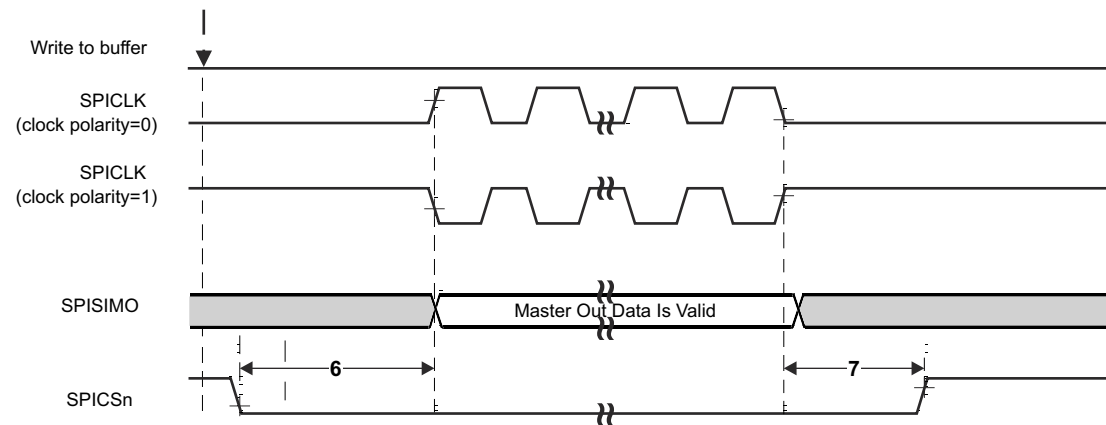 Write to buffer
SPICLK
(clock polarity=0)
SPICLK
(clock polarity=1)
SPISIMO
Master Out Data Is Valid
6
7
SPICSn